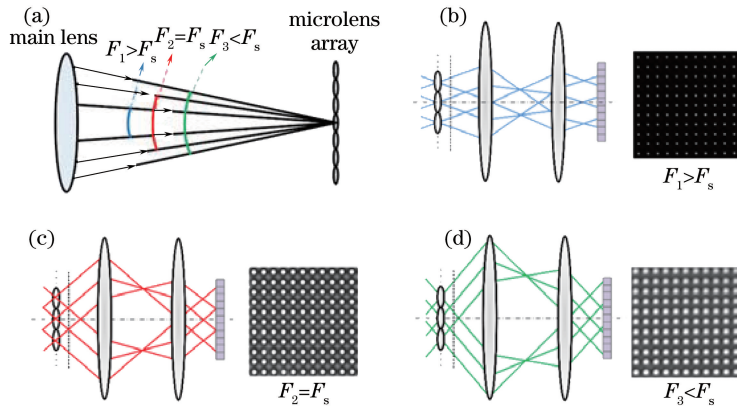 (a)
main lens
F₁>Fₛ
F₂=Fₛ
F₃<Fₛ
microlens
array
(b)
F₁>Fₛ
(c)
F₂=Fₛ
(d)
F₃<Fₛ